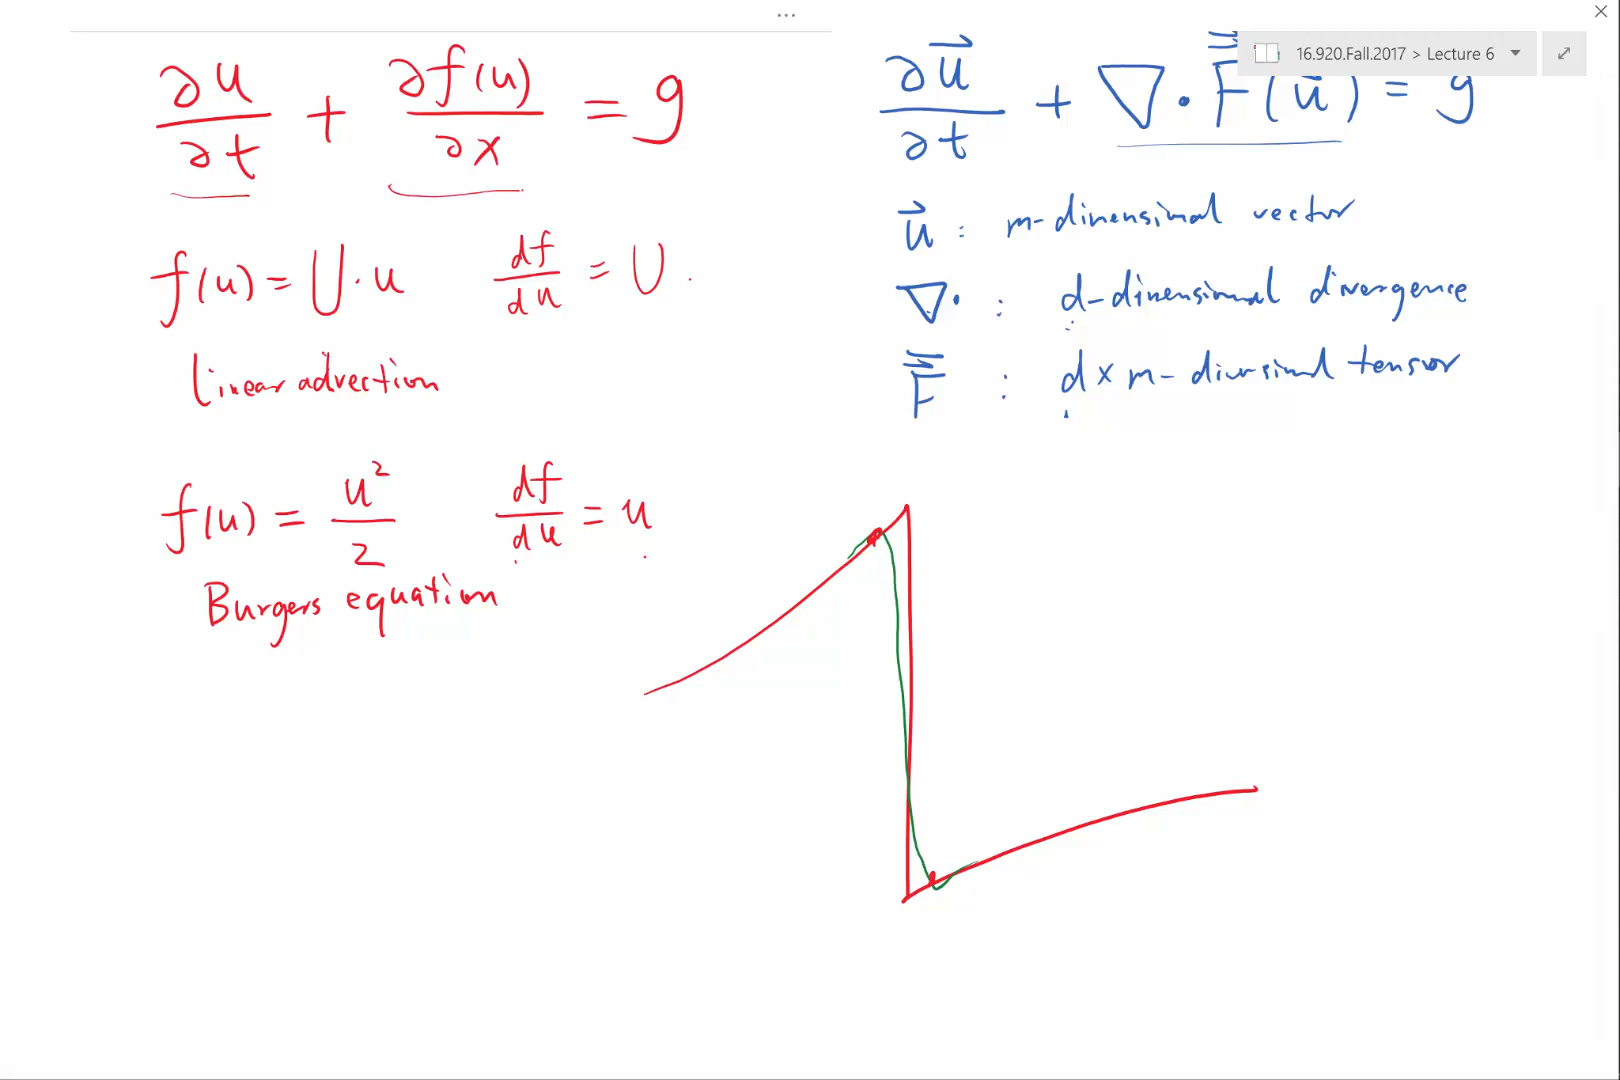 ∂u/∂t + ∂f(u)/∂x = g
f(u) = U·u   df/du = U.
Linear advection
f(u) = u²/2   df/du = u
Burgers equation
16.920.Fall.2017 > Lecture 6
∂u⃗/∂t + ∇·F(u⃗) = g
u⃗ : m-dimensional vector
∇· : d-dimensional divergence
F : d×m- tensor